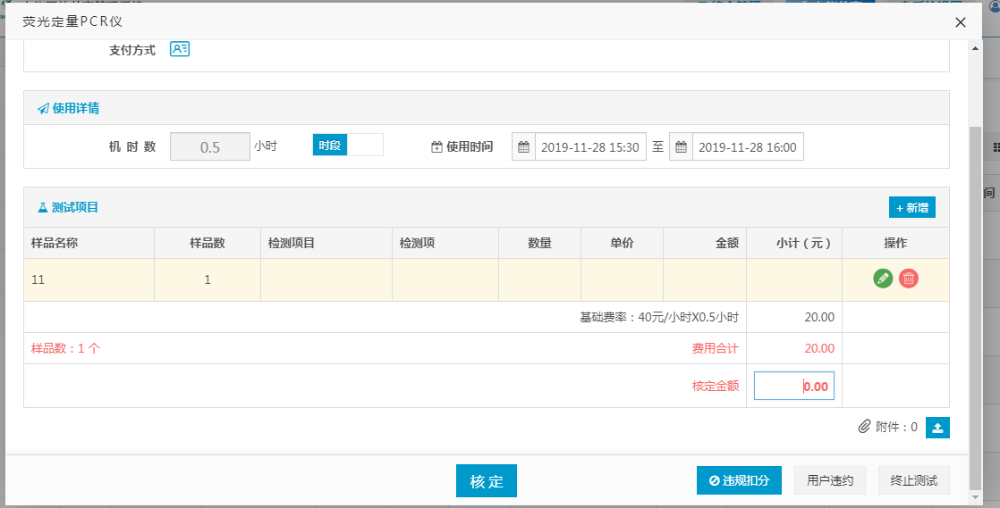 荧光定量PCR仪
支付方式
使用详情
机 时 数 0.5 小时 时段 使用时间 2019-11-28 15:30 至 2019-11-28 16:00
测试项目 + 新增
样品名称 样品数 检测项目 检测项 数量 单价 金额 小计（元） 操作
11 1
基础费率：40元/小时X0.5小时 20.00
样品数：1 个 费用合计 20.00
核定金额 0.00
附件：0
核 定 违规扣分 用户违约 终止测试
间